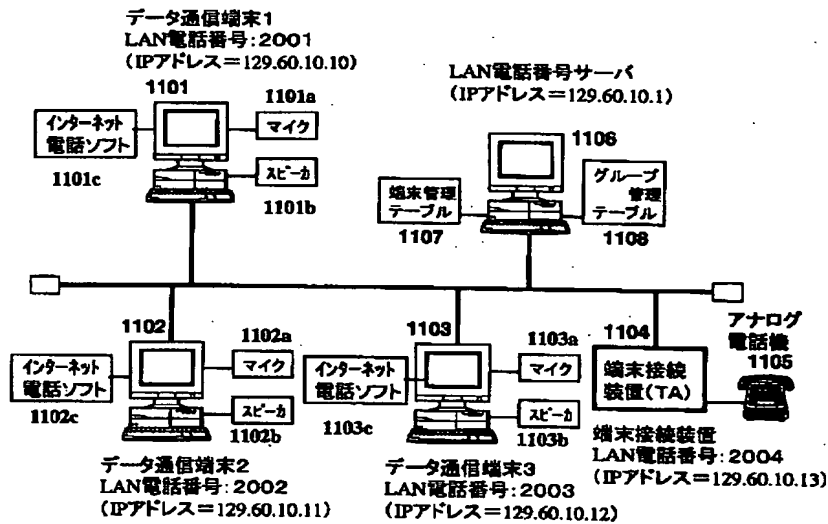 データ通信端末1
LAN電話番号:2001
(IPアドレス=129.60.10.10)
1101
1101a
インターネット
電話ソフト
マイク
スピーカ
1101c
1101b
LAN電話番号サーバ
(IPアドレス=129.60.10.1)
1106
端末管理
テーブル
グループ
管理
テーブル
1107
1108
1102
1102a
インターネット
電話ソフト
マイク
スピーカ
1102c
1102b
データ通信端末2
LAN電話番号:2002
(IPアドレス=129.60.10.11)
1103
1103a
インターネット
電話ソフト
マイク
スピーカ
1103c
1103b
データ通信端末3
LAN電話番号:2003
(IPアドレス=129.60.10.12)
1104
端末接続
装置(TA)
アナログ
電話機
1105
端末接続装置
LAN電話番号:2004
(IPアドレス=129.60.10.13)